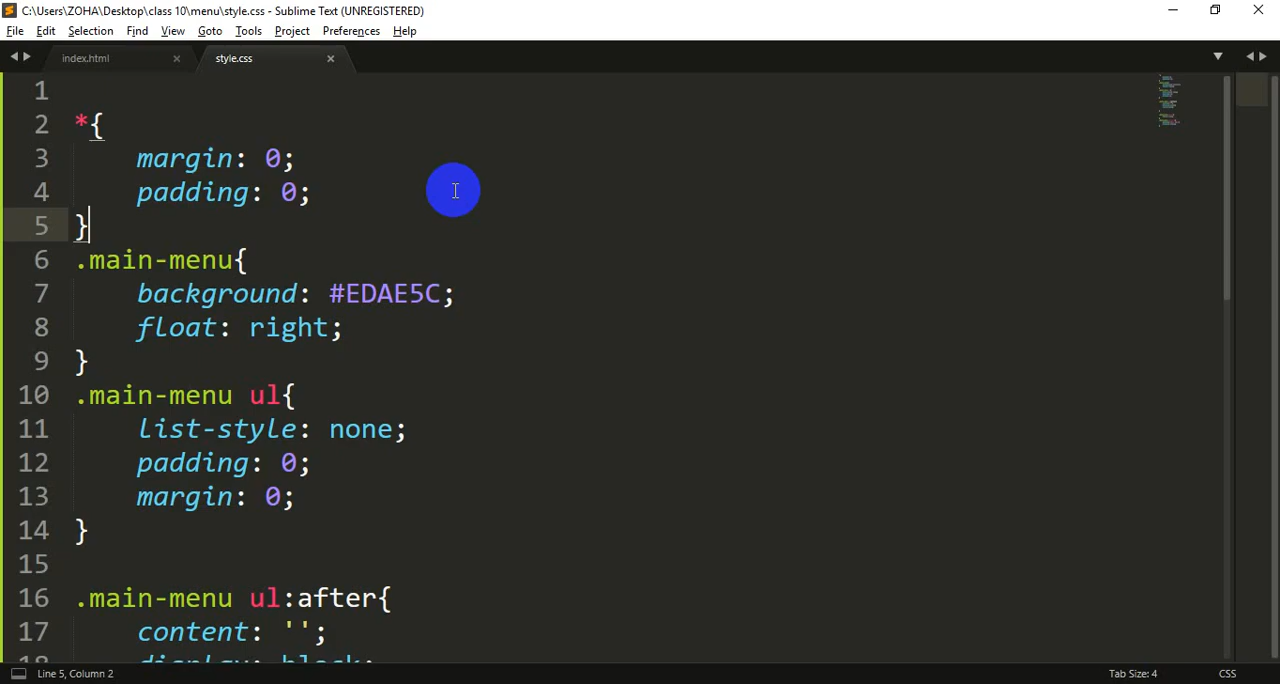 C:\Users\ZOHA\Desktop\class 10\menu\style.css - Sublime Text (UNREGISTERED)
File Edit Selection Find View Goto Tools Project Preferences Help
index.html × style.css ×
1
2 *{
3 margin: 0;
4 padding: 0;
5 }
6 .main-menu{
7 background: #EDAE5C;
8 float: right;
9 }
10 .main-menu ul{
11 list-style: none;
12 padding: 0;
13 margin: 0;
14 }
15
16 .main-menu ul:after{
17 content: '';
18 display: block;
Line 5, Column 2 Tab Size: 4 CSS